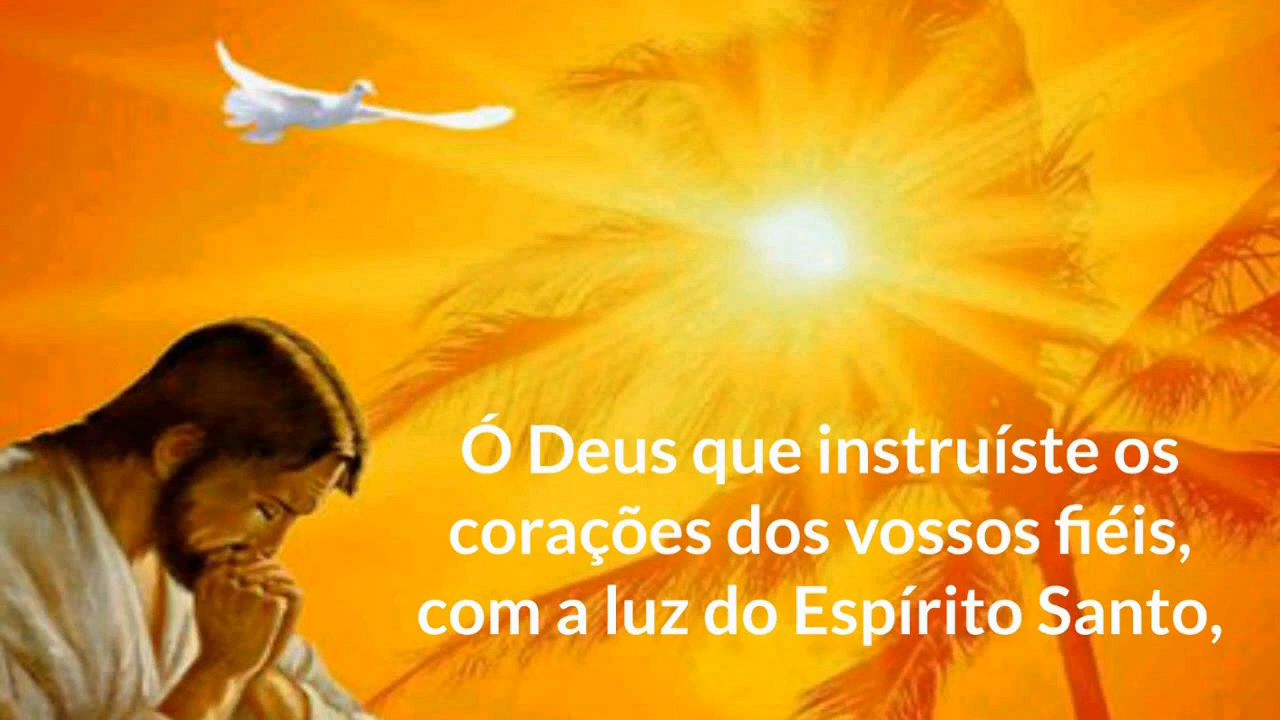 Ó Deus que instruíste os
corações dos vossos fiéis,
com a luz do Espírito Santo,